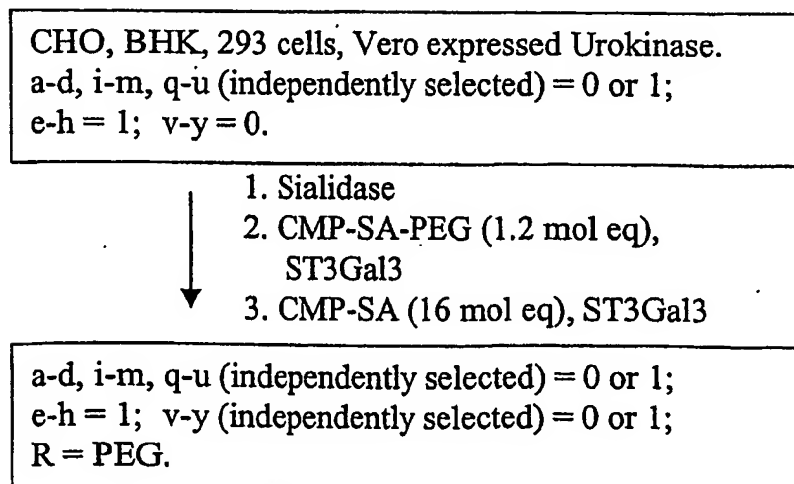 CHO, BHK, 293 cells, Vero expressed Urokinase.
a-d, i-m, q-u (independently selected) = 0 or 1;
e-h = 1; v-y = 0.
1. Sialidase
2. CMP-SA-PEG (1.2 mol eq),
ST3Gal3
3. CMP-SA (16 mol eq), ST3Gal3
a-d, i-m, q-u (independently selected) = 0 or 1;
e-h = 1; v-y (independently selected) = 0 or 1;
R = PEG.